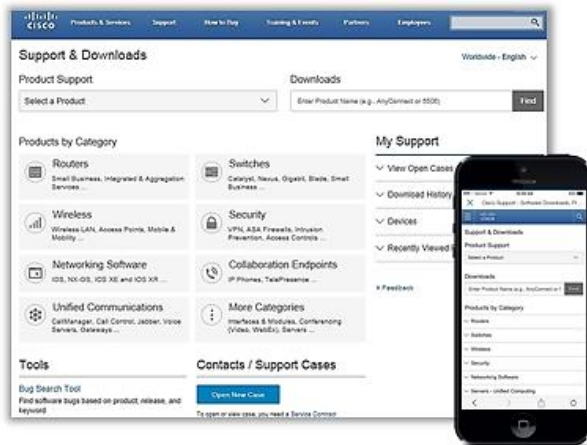 CISCO
Products & Services Support How to Buy Training & Events Partners Employees
Support & Downloads
Worldwide - English
Product Support
Downloads
Select a Product
Enter Product Name (e.g., AnyConnect or 5508)
Find
Products by Category
My Support
Routers
Small Business, Integrated & Aggregation
Services ...
Switches
Catalyst, Nexus, Gigabit, Blade, Small
Business ...
View Open Cases
Download History
Devices
Recently Viewed
Wireless
Wireless LAN, Access Points, Mobile &
Mobility ...
Security
VPN, ASA Firewalls, Intrusion
Prevention, Access Controls ...
Networking Software
IOS, NX-OS, IOS XE and IOS XR ...
Collaboration Endpoints
IP Phones, TelePresence ...
Feedback
Unified Communications
CallManager, Call Control, Jabber, Voice
Servers, Gateways ...
More Categories
Interfaces & Modules, Conferencing
(Video, WebEx), Servers ...
Tools
Contacts / Support Cases
Bug Search Tool
Find software bugs based on product, release, and
keyword
Open New Case
To open or view case, you need a Service Contract
Cisco Support - Software Downloads, Pr
Support & Downloads
Product Support
Select a Product
Downloads
Enter Product Name (e.g., AnyConnect or
Products by Category
Routers
Switches
Wireless
Security
Networking Software
Servers - Unified Computing